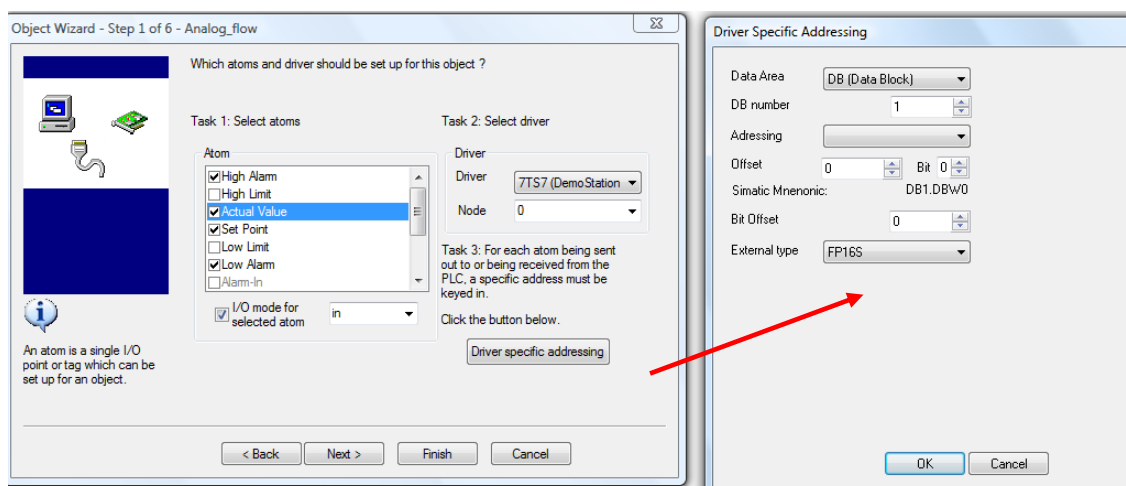 Object Wizard - Step 1 of 6 - Analog_flow
Which atoms and driver should be set up for this object ?
Task 1: Select atoms
Atom
High Alarm
High Limit
Actual Value
Set Point
Low Limit
Low Alarm
Alarm-In
I/O mode for
selected atom
in
Task 2: Select driver
Driver
Driver
7TS7 (DemoStation
Node
0
Task 3: For each atom being sent
out to or being received from the
PLC, a specific address must be
keyed in.
Click the button below.
Driver specific addressing
An atom is a single I/O
point or tag which can be
set up for an object.
< Back
Next >
Finish
Cancel
Driver Specific Addressing
Data Area
DB (Data Block)
DB number
1
Adressing
Offset
0
Bit 0
Simatic Mnenonic:
DB1.DBW0
Bit Offset
0
External type
FP16S
OK
Cancel